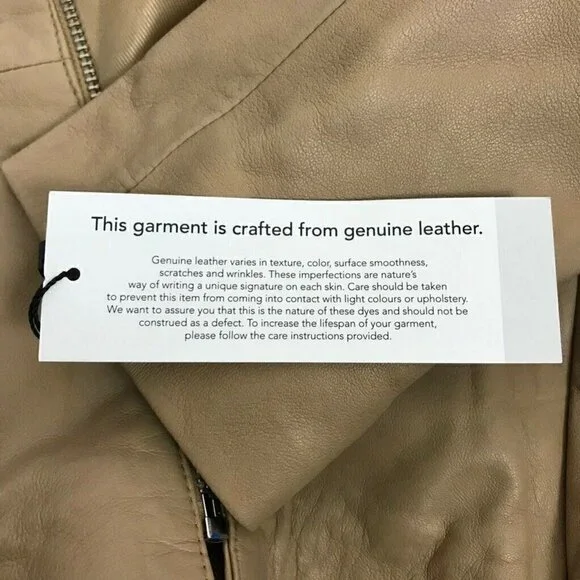 This garment is crafted from genuine leather.
Genuine leather varies in texture, color, surface smoothness,
scratches and wrinkles. These imperfections are nature's
way of writing a unique signature on each skin. Care should be taken
to prevent this item from coming into contact with light colours or upholstery.
We want to assure you that this is the nature of these dyes and should not be
construed as a defect. To increase the lifespan of your garment,
please follow the care instructions provided.